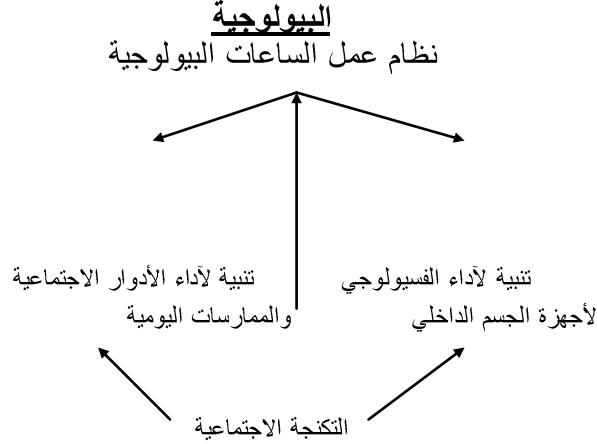 البيولوجية
نظام عمل الساعات البيولوجية
تنبية لآداء الفسيولوجي
لأجهزة الجسم الداخلي
تنبية لآداء الأدوار الاجتماعية
والممارسات اليومية
التكنجة الاجتماعية